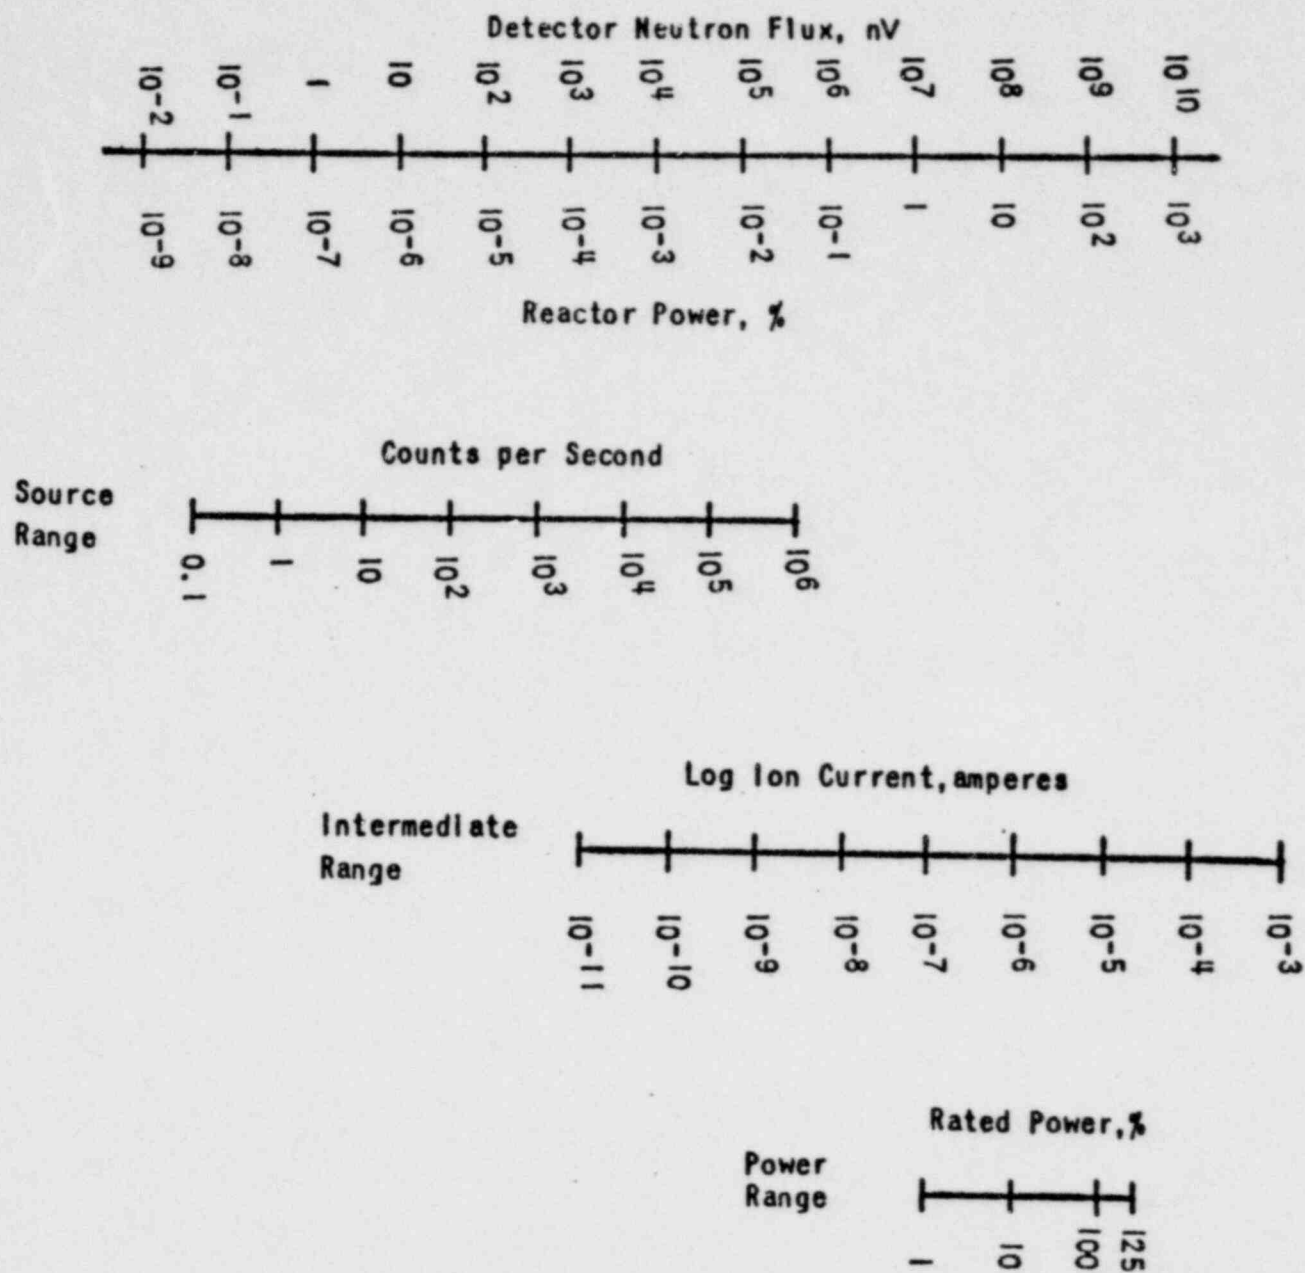 Detector Neutron Flux, nV
10⁻² 10⁻¹ 1 10 10² 10³ 10⁴ 10⁵ 10⁶ 10⁷ 10⁸ 10⁹ 10¹⁰
10⁻⁹ 10⁻⁸ 10⁻⁷ 10⁻⁶ 10⁻⁵ 10⁻⁴ 10⁻³ 10⁻² 10⁻¹ 1 10 10² 10³
Reactor Power, %
Counts per Second
Source
Range
0.1 1 10 10² 10³ 10⁴ 10⁵ 10⁶
Log Ion Current, amperes
Intermediate
Range
10⁻¹¹ 10⁻¹⁰ 10⁻⁹ 10⁻⁸ 10⁻⁷ 10⁻⁶ 10⁻⁵ 10⁻⁴ 10⁻³
Rated Power, %
Power
Range
1 10 100 125